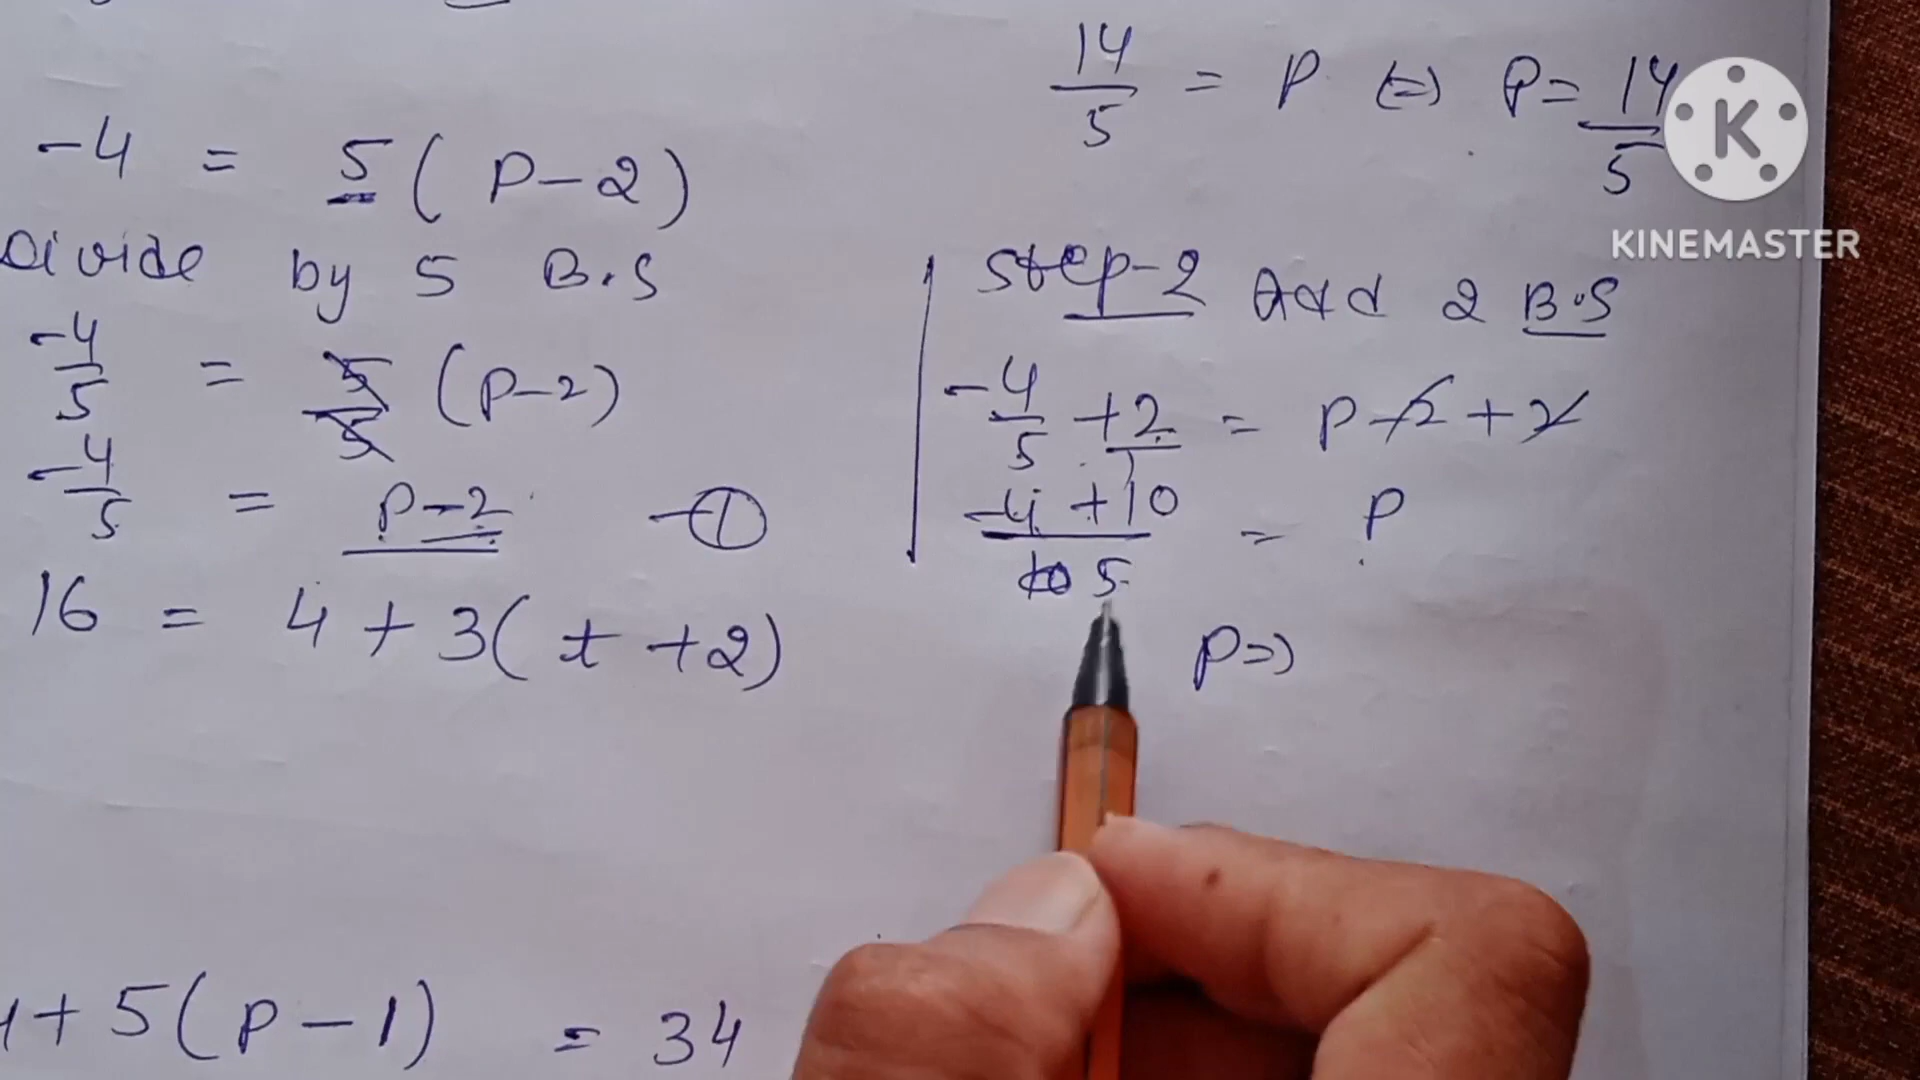 14/5 = P (=) P = 14/5
K
KINEMASTER
-4 = 5(P-2)
Divide by 5 B.S
-4/5 = 5/5 (P-2)
-4/5 = P-2 -①
16 = 4+3(t+2)
Step-2 Add 2 B.S
-4/5 +2 = P-2+2
1
-4+10 = P
5
P=)
+5(P-1) = 34